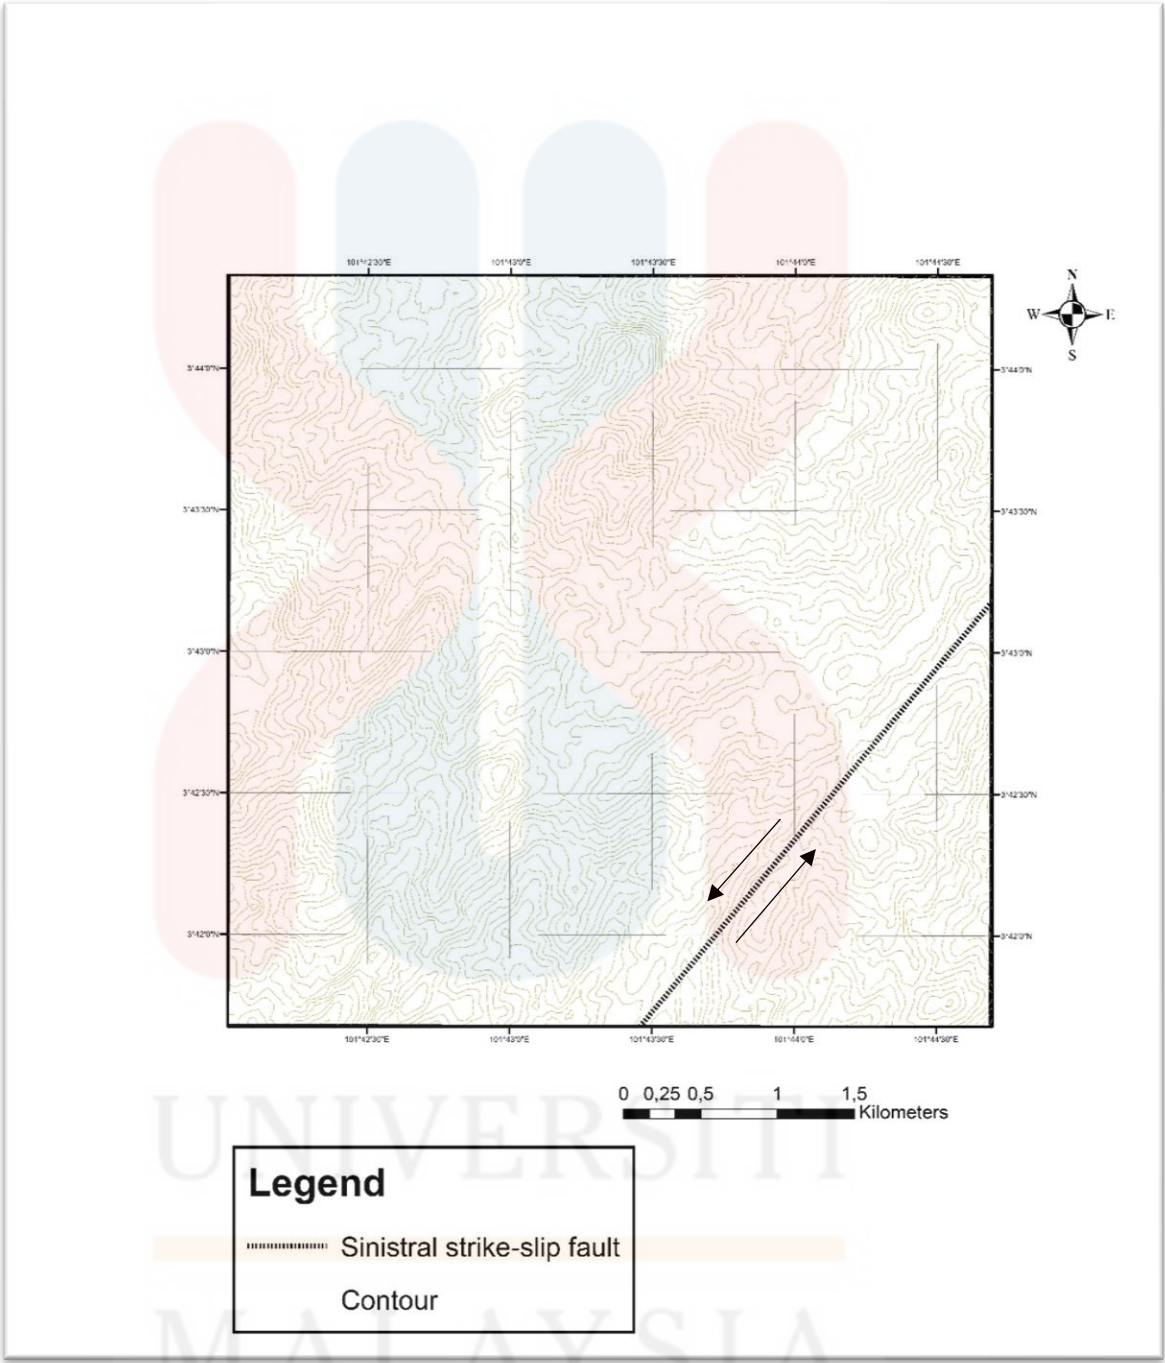 101°42'30"E 101°43'0"E 101°43'30"E 101°44'0"E 101°44'30"E
N
W E
S
3°44'0"N 3°44'0"N
3°43'30"N 3°43'30"N
3°43'0"N 3°43'0"N
3°42'30"N 3°42'30"N
3°42'0"N 3°42'0"N
101°42'30"E 101°43'0"E 101°43'30"E 101°44'0"E 101°44'30"E
0 0,25 0,5 1 1,5
Kilometers
UNIVERSITI
Legend
Sinistral strike-slip fault
Contour
MALAYSIA